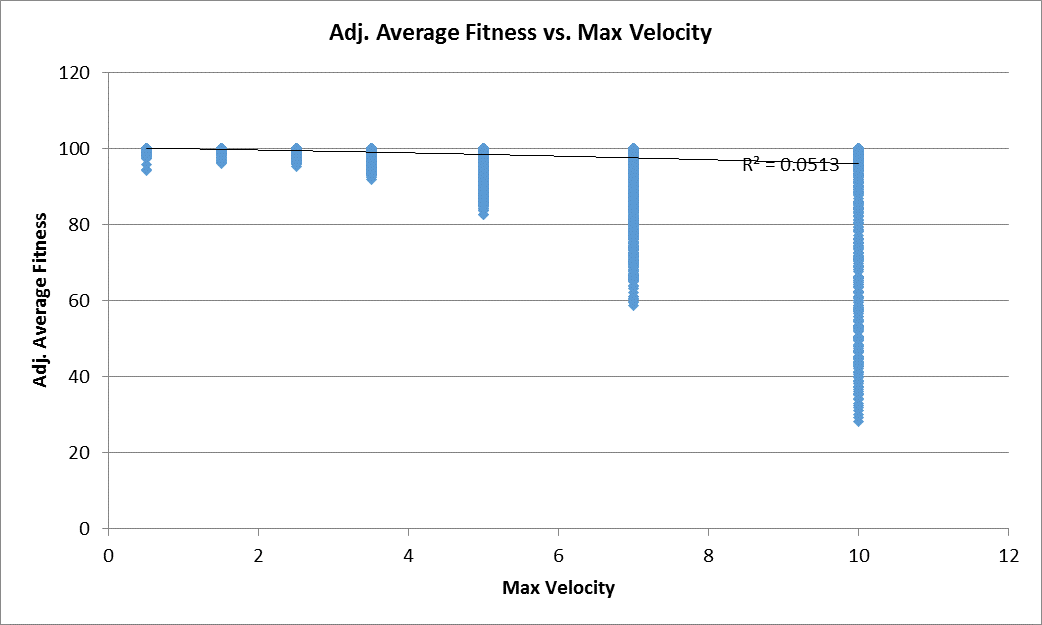 Adj. Average Fitness vs. Max Velocity
120
100
80
60
40
20
0
R² = 0.0513
0 2 4 6 8 10 12
Adj. Average Fitness
Max Velocity